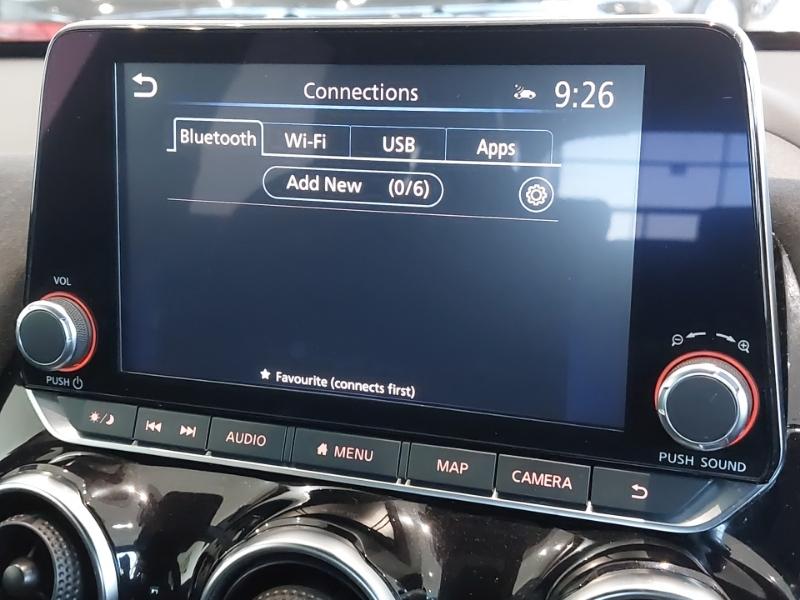 Connections 9:26
Bluetooth Wi-Fi USB Apps
Add New (0/6)
★ Favourite (connects first)
VOL
PUSH
AUDIO MENU MAP CAMERA
PUSH SOUND